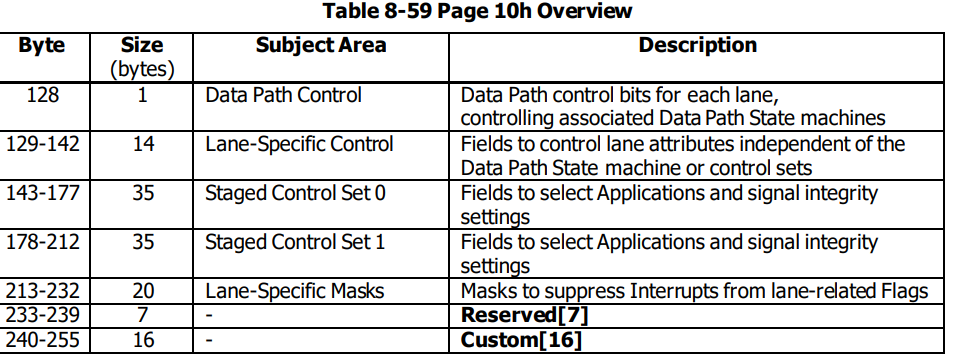 Table 8-59 Page 10h Overview
Byte Size Subject Area Description
(bytes)
128 1 Data Path Control Data Path control bits for each lane,
controlling associated Data Path State machines
129-142 14 Lane-Specific Control Fields to control lane attributes independent of the
Data Path State machine or control sets
143-177 35 Staged Control Set 0 Fields to select Applications and signal integrity
settings
178-212 35 Staged Control Set 1 Fields to select Applications and signal integrity
settings
213-232 20 Lane-Specific Masks Masks to suppress Interrupts from lane-related Flags
233-239 7 - Reserved[7]
240-255 16 - Custom[16]